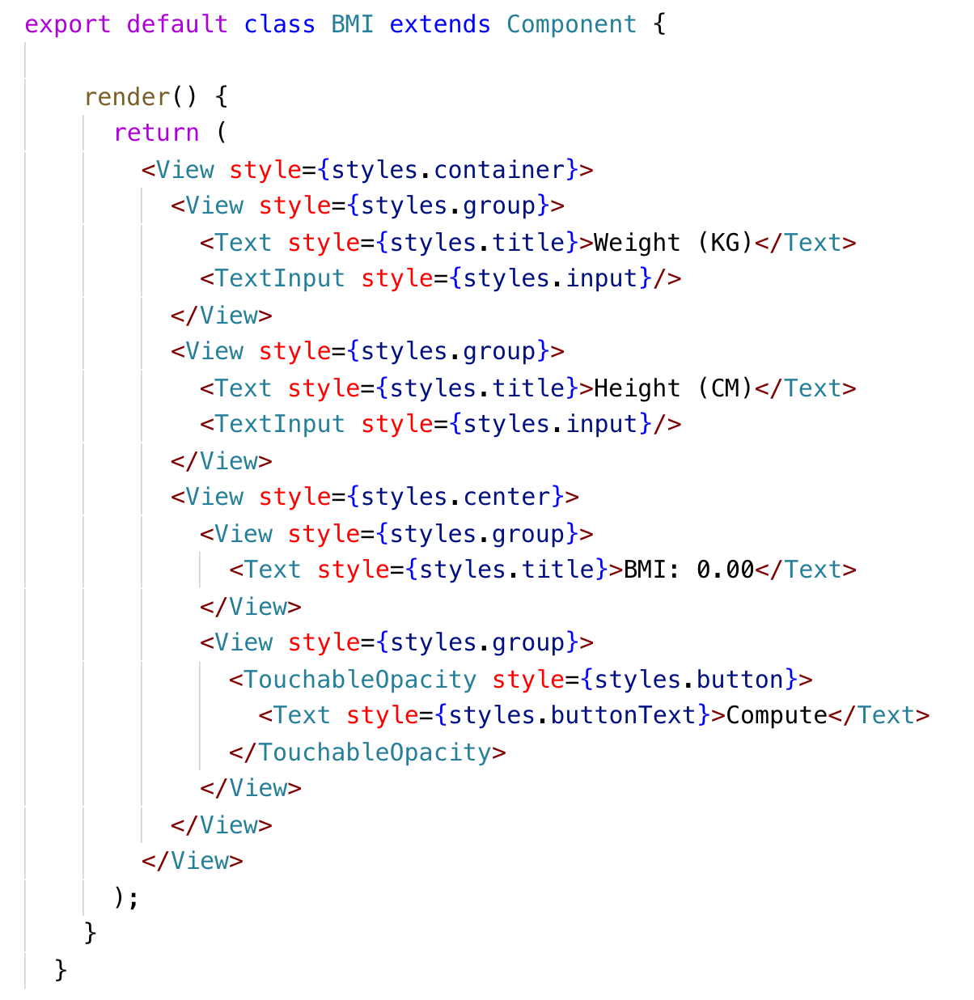 export default class BMI extends Component {
render() {
return (
<View style={styles.container}>
<View style={styles.group}>
<Text style={styles.title}>Weight (KG)</Text>
<TextInput style={styles.input}/>
</View>
<View style={styles.group}>
<Text style={styles.title}>Height (CM)</Text>
<TextInput style={styles.input}/>
</View>
<View style={styles.center}>
<View style={styles.group}>
<Text style={styles.title}>BMI: 0.00</Text>
</View>
<View style={styles.group}>
<TouchableOpacity style={styles.button}>
<Text style={styles.buttonText}>Compute</Text>
</TouchableOpacity>
</View>
</View>
</View>
);
}
}